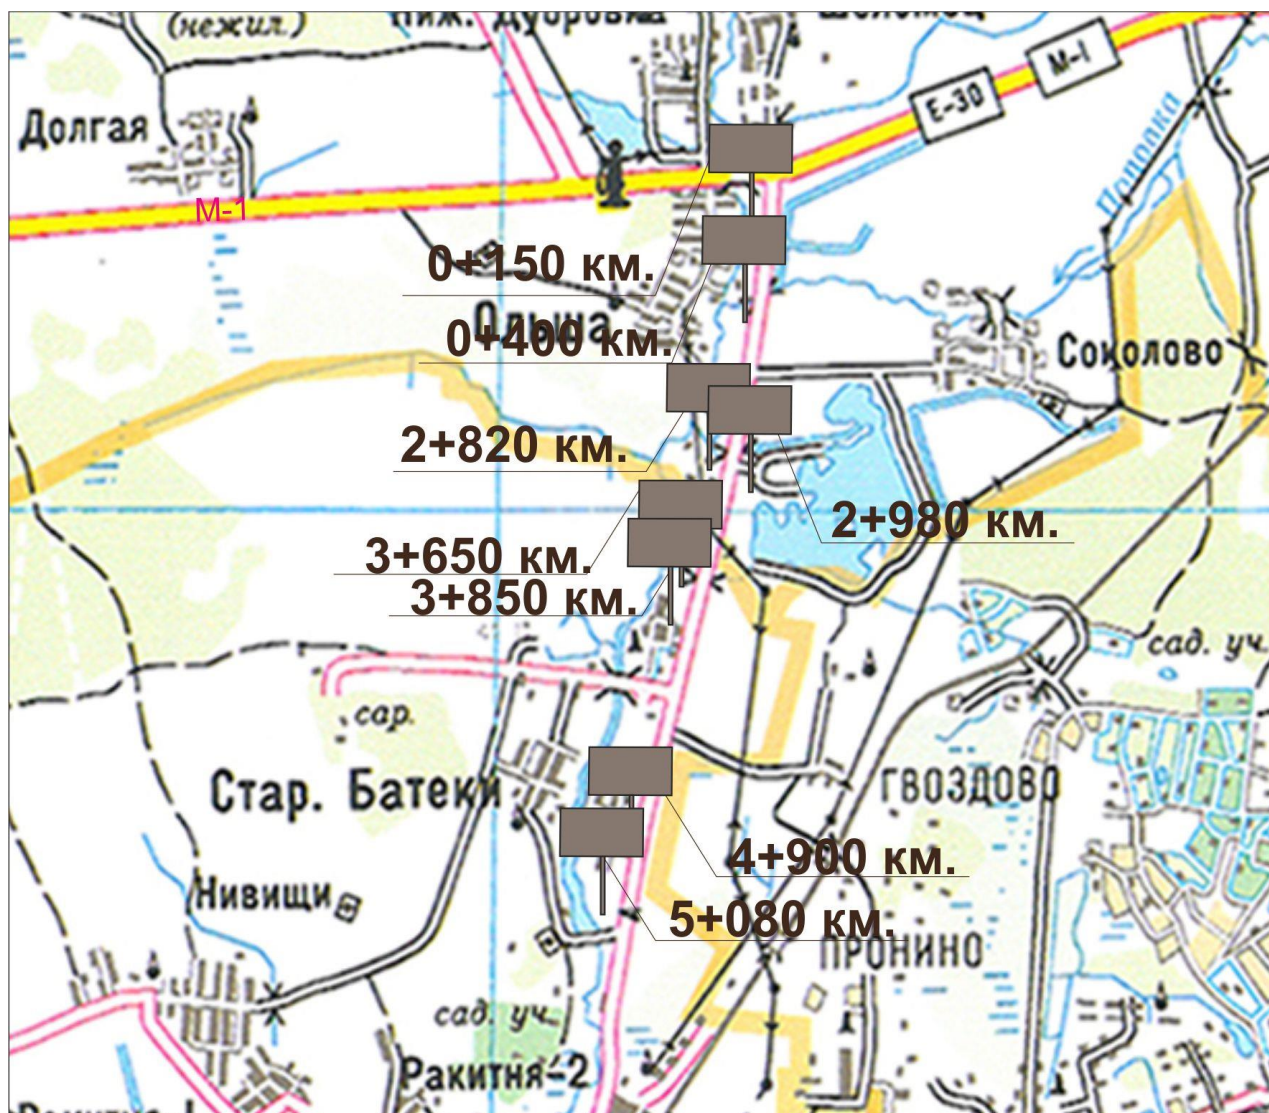 (нежил.)
Ниж. Дубровка
Шеломец
М-1
Е-30
Долгая
М-1
Пополка
0+150 км.
Ольша
0+400 км.
Соколово
2+820 км.
2+980 км.
3+650 км.
3+850 км.
сад. уч.
сар.
Стар. Батеки
ГВОЗДОВО
4+900 км.
Нивищи
5+080 км.
ПРОНИНО
сад. уч.
Ракитня-2